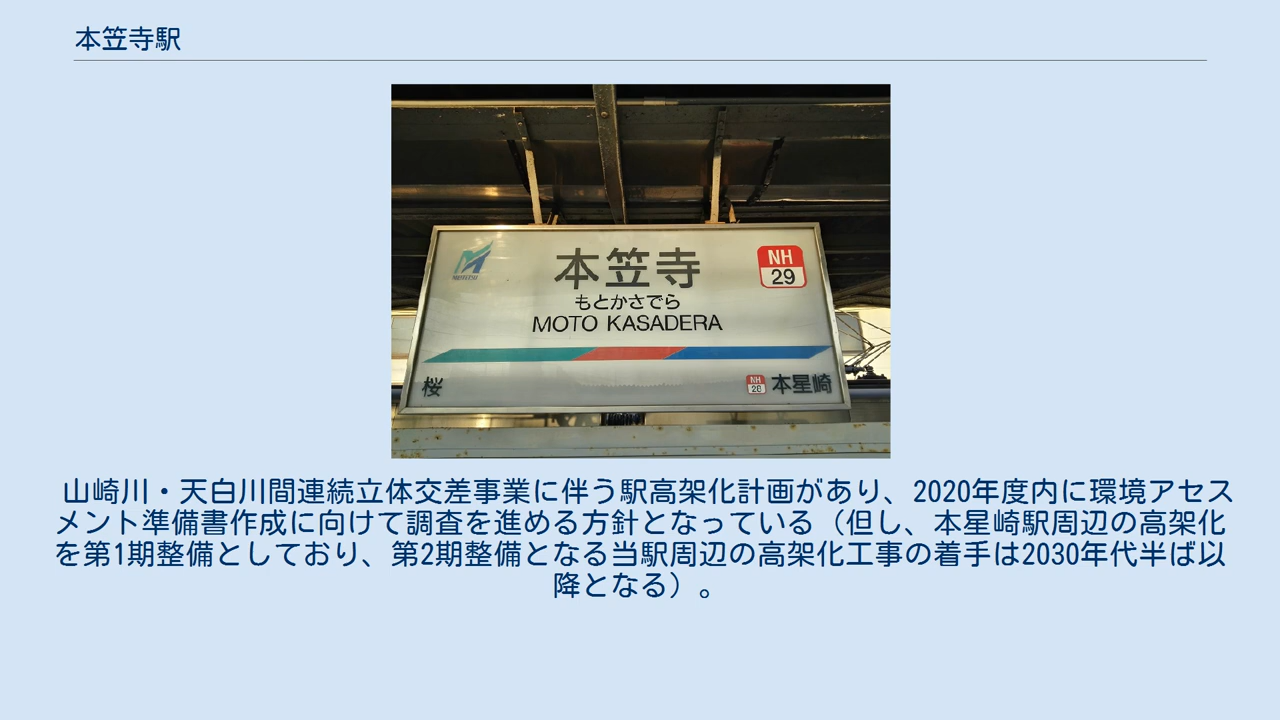 本笠寺駅
本笠寺
NH
29
もとかさでら
MOTO KASADERA
桜
NH
28
本星崎
山崎川・天白川間連続立体交差事業に伴う駅高架化計画があり、2020年度内に環境アセス
メント準備書作成に向けて調査を進める方針となっている（但し、本星崎駅周辺の高架化
を第1期整備としており、第2期整備となる当駅周辺の高架化工事の着手は2030年代半ば以
降となる）。